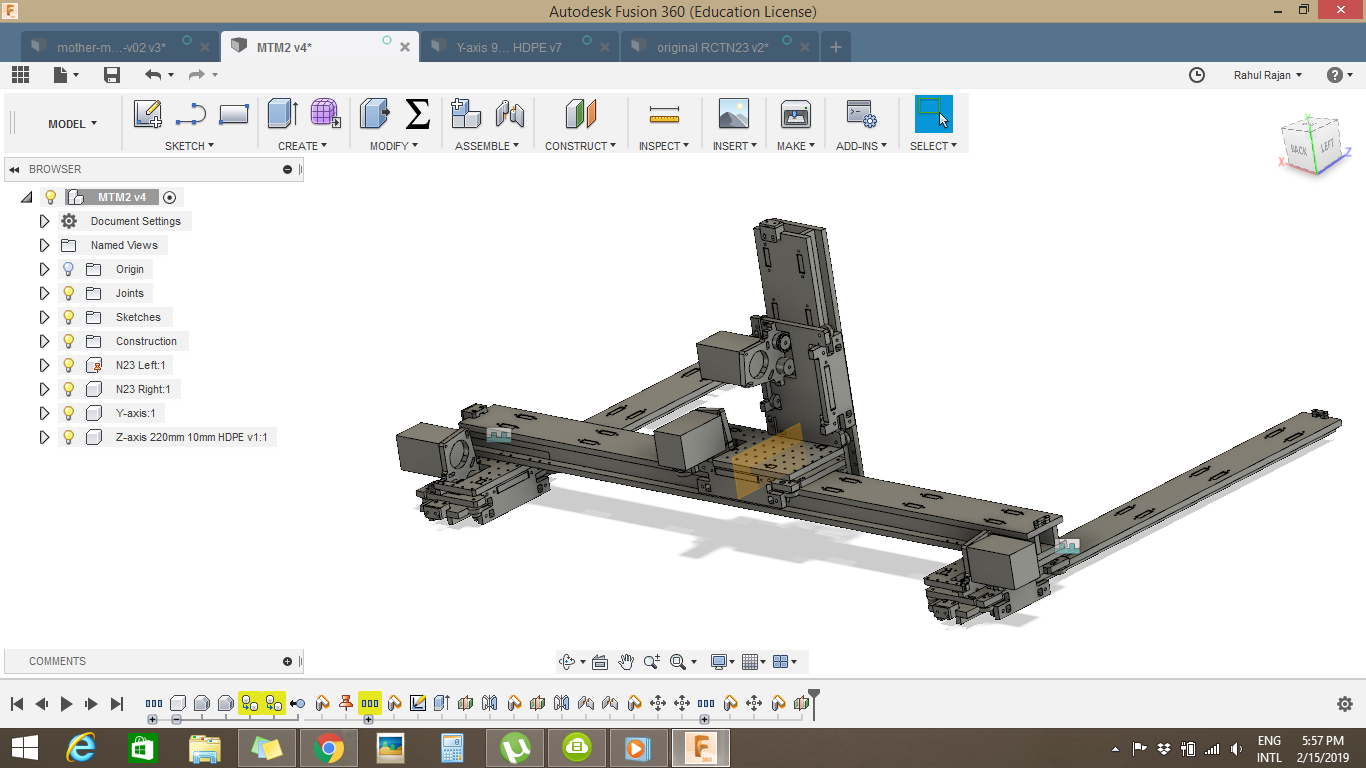 Autodesk Fusion 360 (Education License)
mother-m...-v02 v3*
MTM2 v4*
Y-axis 9... HDPE v7
original RCTN23 v2*
Rahul Rajan
MODEL
SKETCH
CREATE
MODIFY
ASSEMBLE
CONSTRUCT
INSPECT
INSERT
MAKE
ADD-INS
SELECT
BACK
LEFT
X
Y
Z
BROWSER
MTM2 v4
Document Settings
Named Views
Origin
Joints
Sketches
Construction
N23 Left:1
N23 Right:1
Y-axis:1
Z-axis 220mm 10mm HDPE v1:1
COMMENTS
ENG
INTL
5:57 PM
2/15/2019